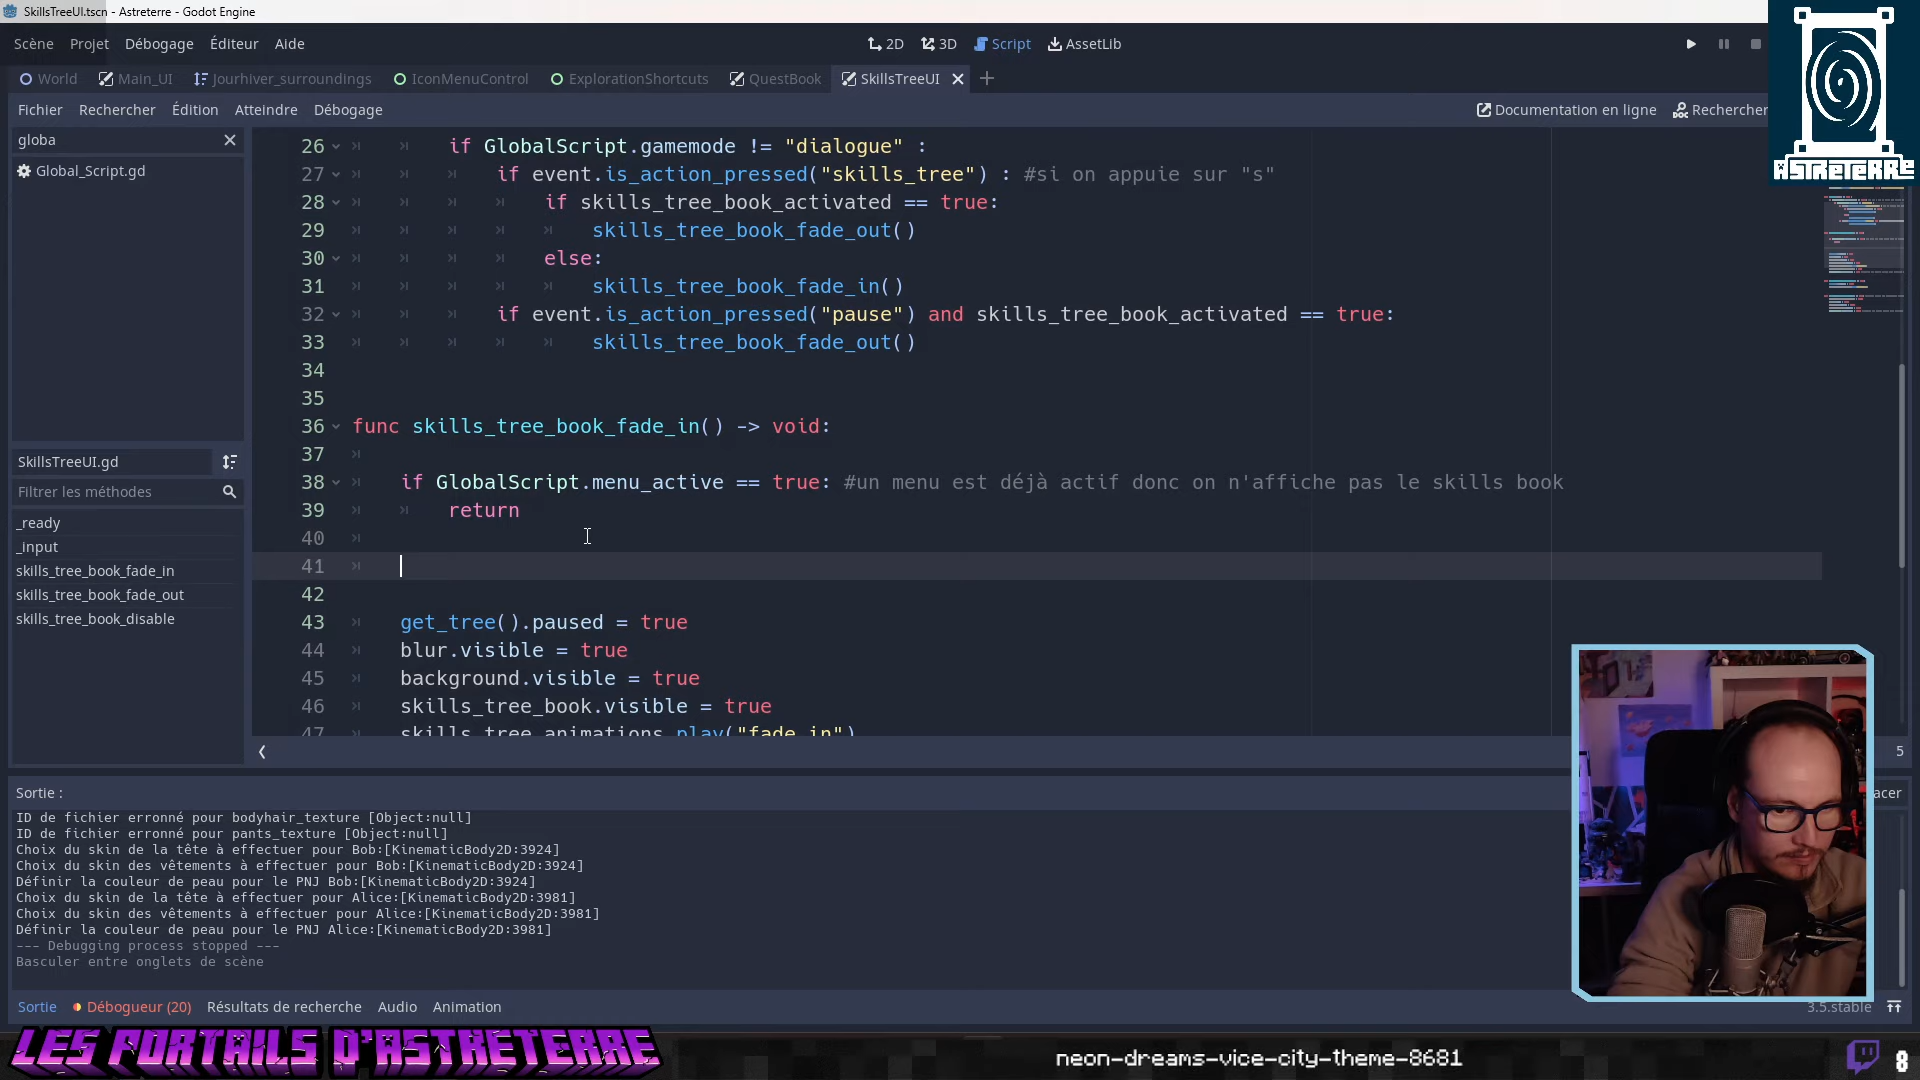 SkillsTreeUI.tscn - Astreterre - Godot Engine
Scène Projet Débogage Éditeur Aide
2D 3D Script AssetLib
World Main_UI Jourhiver_surroundings IconMenuControl ExplorationShortcuts QuestBook SkillsTreeUI
Fichier Rechercher Édition Atteindre Débogage
Documentation en ligne Rechercher
ASTRETERRE
globa
Global_Script.gd
SkillsTreeUI.gd
Filtrer les méthodes
_ready
_input
skills_tree_book_fade_in
skills_tree_book_fade_out
skills_tree_book_disable
26 if GlobalScript.gamemode != "dialogue" :
27 if event.is_action_pressed("skills_tree") : #si on appuie sur "s"
28 if skills_tree_book_activated == true:
29 skills_tree_book_fade_out()
30 else:
31 skills_tree_book_fade_in()
32 if event.is_action_pressed("pause") and skills_tree_book_activated == true:
33 skills_tree_book_fade_out()
34
35
36 func skills_tree_book_fade_in() -> void:
37
38 if GlobalScript.menu_active == true: #un menu est déjà actif donc on n'affiche pas le skills book
39 return
40
41
42
43 get_tree().paused = true
44 blur.visible = true
45 background.visible = true
46 skills_tree_book.visible = true
47 skills_tree_animations.play("fade_in")
5
Sortie :
ID de fichier erronné pour bodyhair_texture [Object:null]
ID de fichier erronné pour pants_texture [Object:null]
Choix du skin de la tête à effectuer pour Bob:[KinematicBody2D:3924]
Choix du skin des vêtements à effectuer pour Bob:[KinematicBody2D:3924]
Définir la couleur de peau pour le PNJ Bob:[KinematicBody2D:3924]
Choix du skin de la tête à effectuer pour Alice:[KinematicBody2D:3981]
Choix du skin des vêtements à effectuer pour Alice:[KinematicBody2D:3981]
Définir la couleur de peau pour le PNJ Alice:[KinematicBody2D:3981]
--- Debugging process stopped ---
Basculer entre onglets de scène
acer
Sortie Débogueur (20) Résultats de recherche Audio Animation
3.5.stable
LES PORTAILS D'ASTRETERRE
neon-dreams-vice-city-theme-8681
8